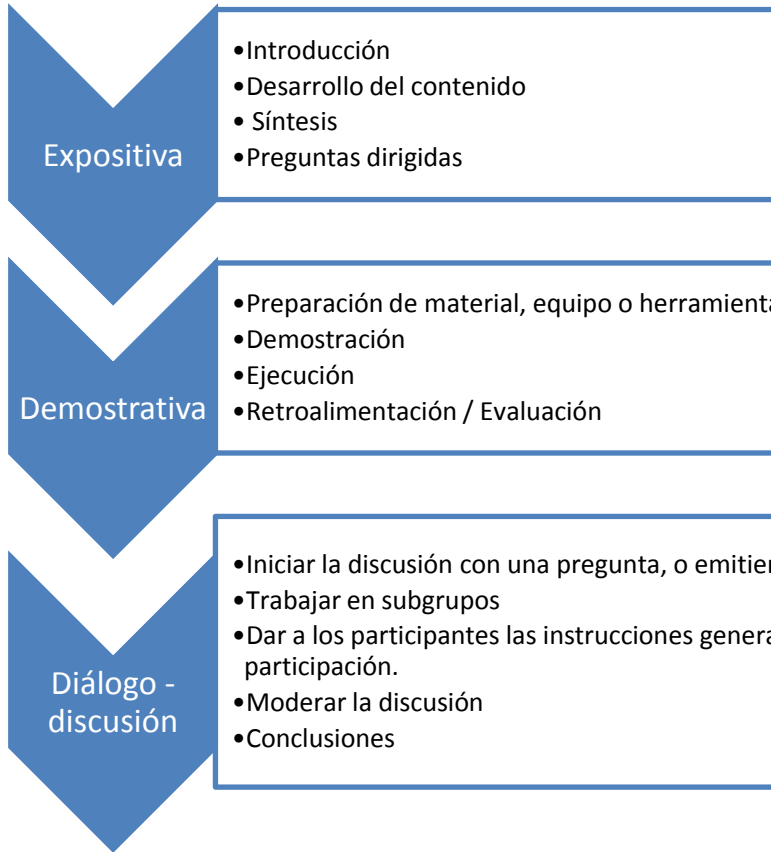 Expositiva
•Introducción
•Desarrollo del contenido
• Síntesis
•Preguntas dirigidas
Demostrativa
•Preparación de material, equipo o
•Demostración
•Ejecución
•Retroalimentación / Evaluación
Diálogo -
discusión
•Iniciar la discusión con una pregunta, o
•Trabajar en subgrupos
•Dar a los participantes las instrucciones
participación.
•Moderar la discusión
•Conclusiones